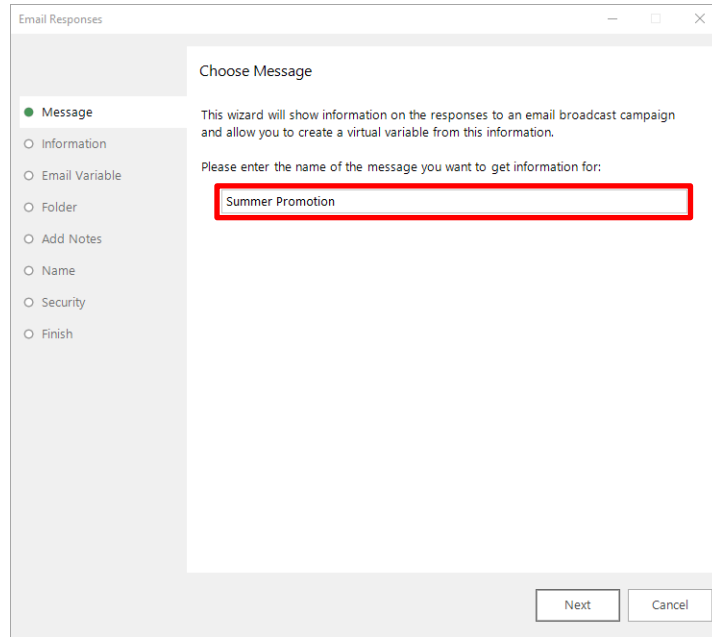 Email Responses
Choose Message
Message
Information
Email Variable
Folder
Add Notes
Name
Security
Finish
This wizard will show information on the responses to an email broadcast campaign
and allow you to create a virtual variable from this information.
Please enter the name of the message you want to get information for:
Summer Promotion
Next
Cancel